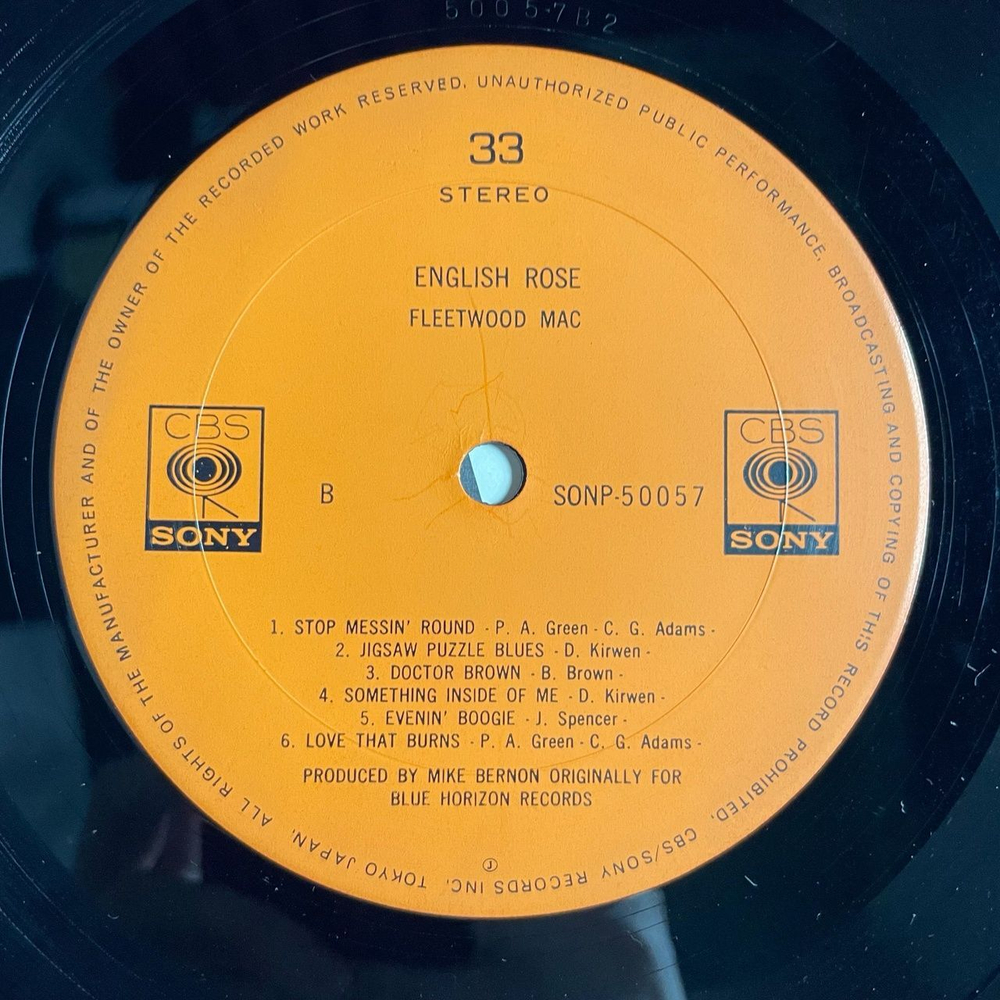 50057B2
ALL RIGHTS OF THE MANUFACTURER AND OF THE OWNER OF THE RECORDED WORK RESERVED. UNAUTHORIZED PUBLIC PERFORMANCE, BROADCASTING AND COPYING OF THIS RECORD PROHIBITED. CBS/SONY RECORDS INC. TOKYO JAPAN.
33
STEREO
ENGLISH ROSE
FLEETWOOD MAC
CBS
SONY
B
SONP-50057
CBS
SONY
1. STOP MESSIN' ROUND - P. A. Green - C. G. Adams -
2. JIGSAW PUZZLE BLUES - D. Kirwen -
3. DOCTOR BROWN - B. Brown -
4. SOMETHING INSIDE OF ME - D. Kirwen -
5. EVENIN' BOOGIE - J. Spencer -
6. LOVE THAT BURNS - P. A. Green - C. G. Adams -
PRODUCED BY MIKE BERNON ORIGINALLY FOR
BLUE HORIZON RECORDS
Ⓙ